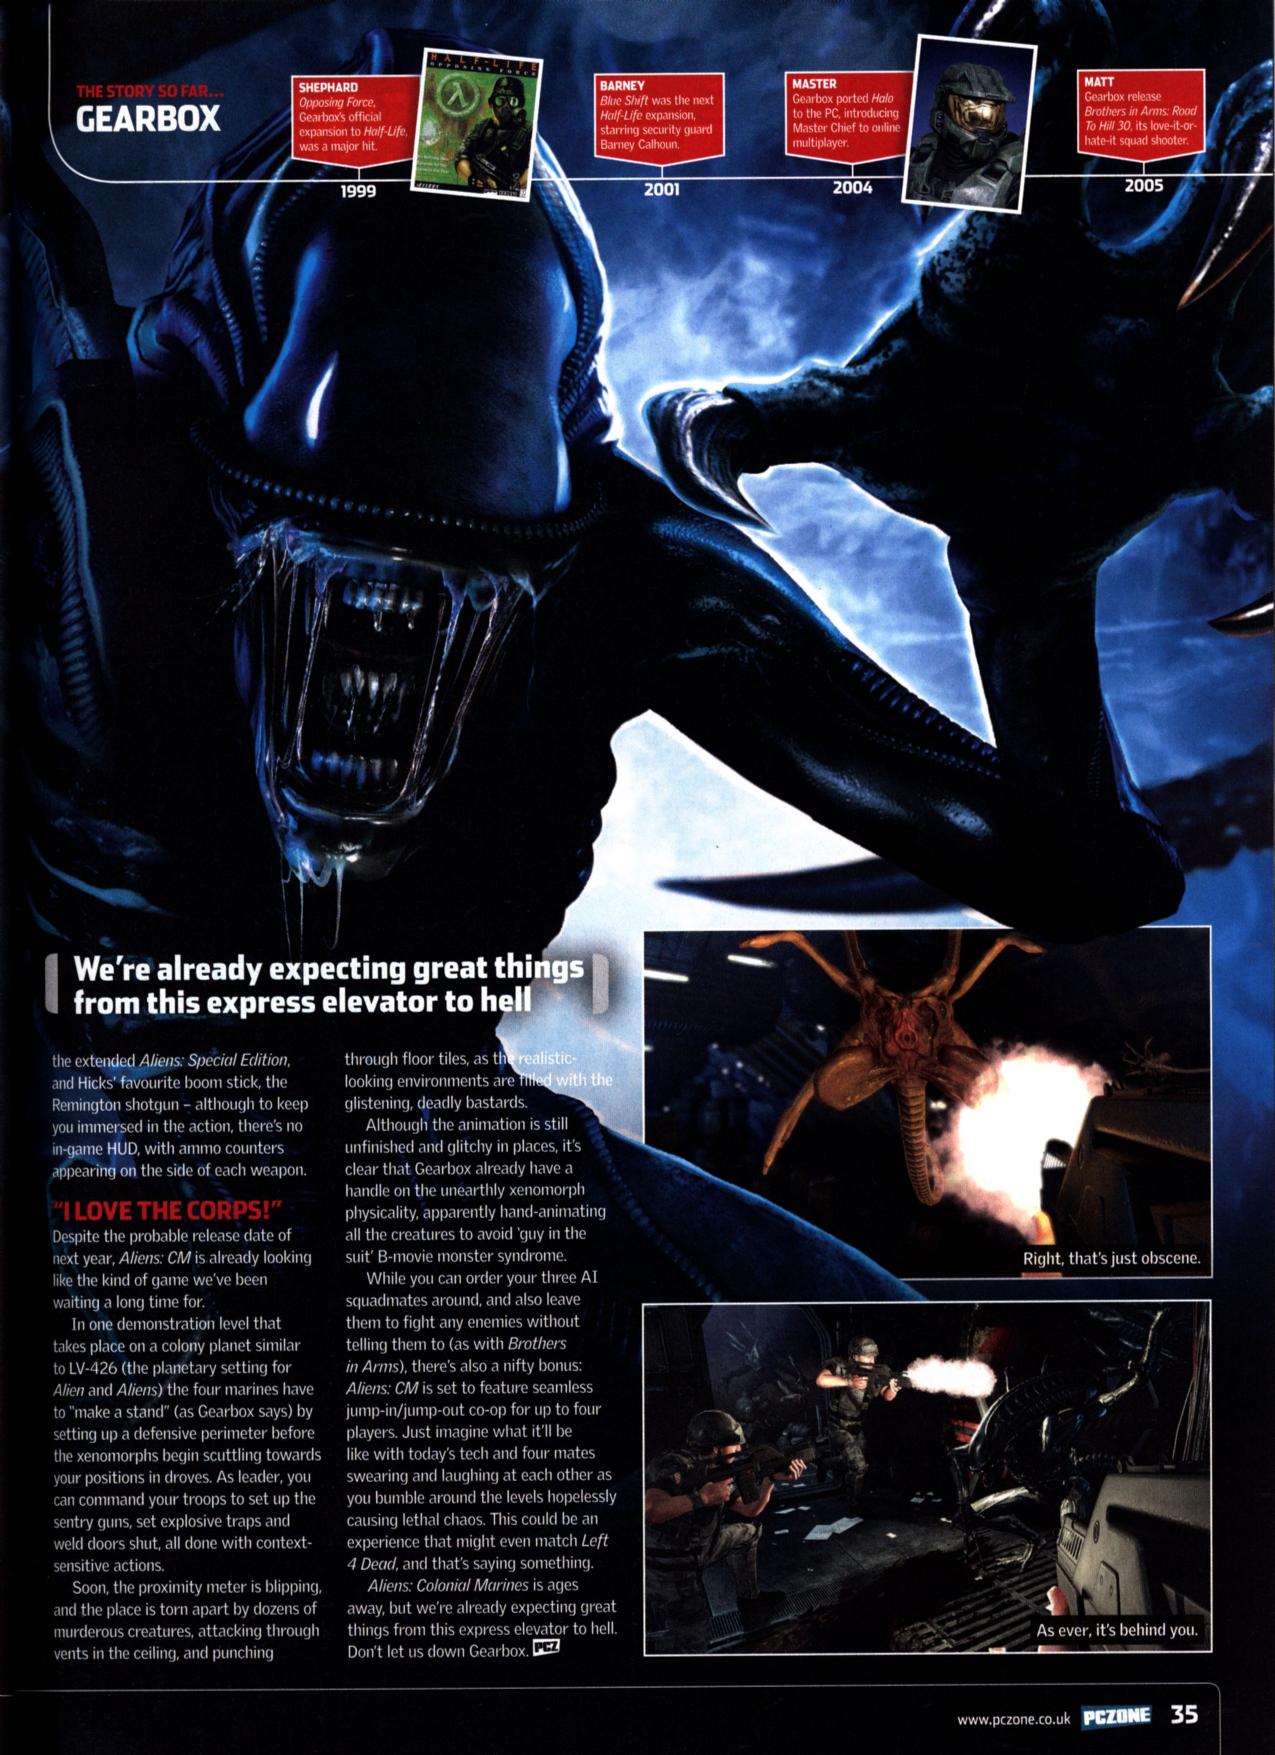 THE STORY SO FAR...
GEARBOX
SHEPHARD
Opposing Force,
Gearbox's official
expansion to Half-Life,
was a major hit.
1999
HALF-LIFE
OPPOSING FORCE
BARNEY
Blue Shift was the next
Half-Life expansion,
starring security guard
Barney Calhoun.
2001
MASTER
Gearbox ported Halo
to the PC, introducing
Master Chief to online
multiplayer.
2004
MATT
Gearbox release
Brothers in Arms: Road
To Hill 30, its love-it-or-
hate-it squad shooter.
2005
We're already expecting great things
from this express elevator to hell
the extended Aliens: Special Edition,
and Hicks' favourite boom stick, the
Remington shotgun – although to keep
you immersed in the action, there's no
in-game HUD, with ammo counters
appearing on the side of each weapon.
"I LOVE THE CORPS!"
Despite the probable release date of
next year, Aliens: CM is already looking
like the kind of game we've been
waiting a long time for.
In one demonstration level that
takes place on a colony planet similar
to LV-426 (the planetary setting for
Alien and Aliens) the four marines have
to "make a stand" (as Gearbox says) by
setting up a defensive perimeter before
the xenomorphs begin scuttling towards
your positions in droves. As leader, you
can command your troops to set up the
sentry guns, set explosive traps and
weld doors shut, all done with context-
sensitive actions.
Soon, the proximity meter is blipping,
and the place is torn apart by dozens of
murderous creatures, attacking through
vents in the ceiling, and punching
through floor tiles, as the realistic-
looking environments are filled with the
glistening, deadly bastards.
Although the animation is still
unfinished and glitchy in places, it's
clear that Gearbox already have a
handle on the unearthly xenomorph
physicality, apparently hand-animating
all the creatures to avoid 'guy in the
suit' B-movie monster syndrome.
While you can order your three AI
squadmates around, and also leave
them to fight any enemies without
telling them to (as with Brothers
in Arms), there's also a nifty bonus:
Aliens: CM is set to feature seamless
jump-in/jump-out co-op for up to four
players. Just imagine what it'll be
like with today's tech and four mates
swearing and laughing at each other as
you bumble around the levels hopelessly
causing lethal chaos. This could be an
experience that might even match Left
4 Dead, and that's saying something.
Aliens: Colonial Marines is ages
away, but we're already expecting great
things from this express elevator to hell.
Don't let us down Gearbox. PCZ
Right, that's just obscene.
As ever, it's behind you.
www.pczone.co.uk PCZONE 35